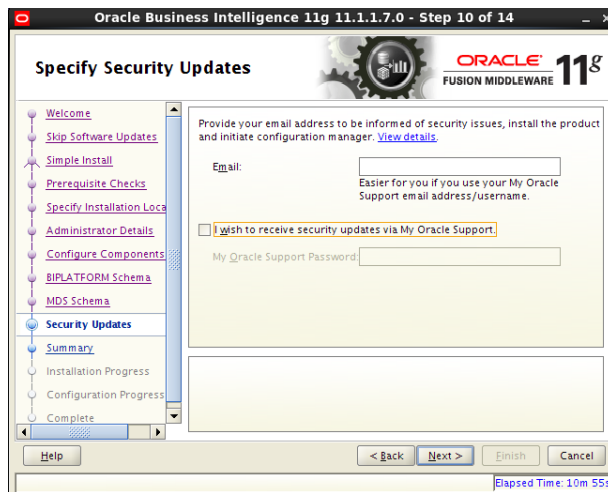 Oracle Business Intelligence 11g 11.1.1.7.0 - Step 10 of 14
Specify Security Updates
ORACLE
FUSION MIDDLEWARE 11g
Welcome
Skip Software Updates
Simple Install
Prerequisite Checks
Specify Installation Loca
Administrator Details
Configure Components
BIPLATFORM Schema
MDS Schema
Security Updates
Summary
Installation Progress
Configuration Progress
Complete
Provide your email address to be informed of security issues, install the product
and initiate configuration manager. View details.
Email:
Easier for you if you use your My Oracle
Support email address/username.
I wish to receive security updates via My Oracle Support.
My Oracle Support Password:
Help
< Back
Next >
Finish
Cancel
Elapsed Time: 10m 55s